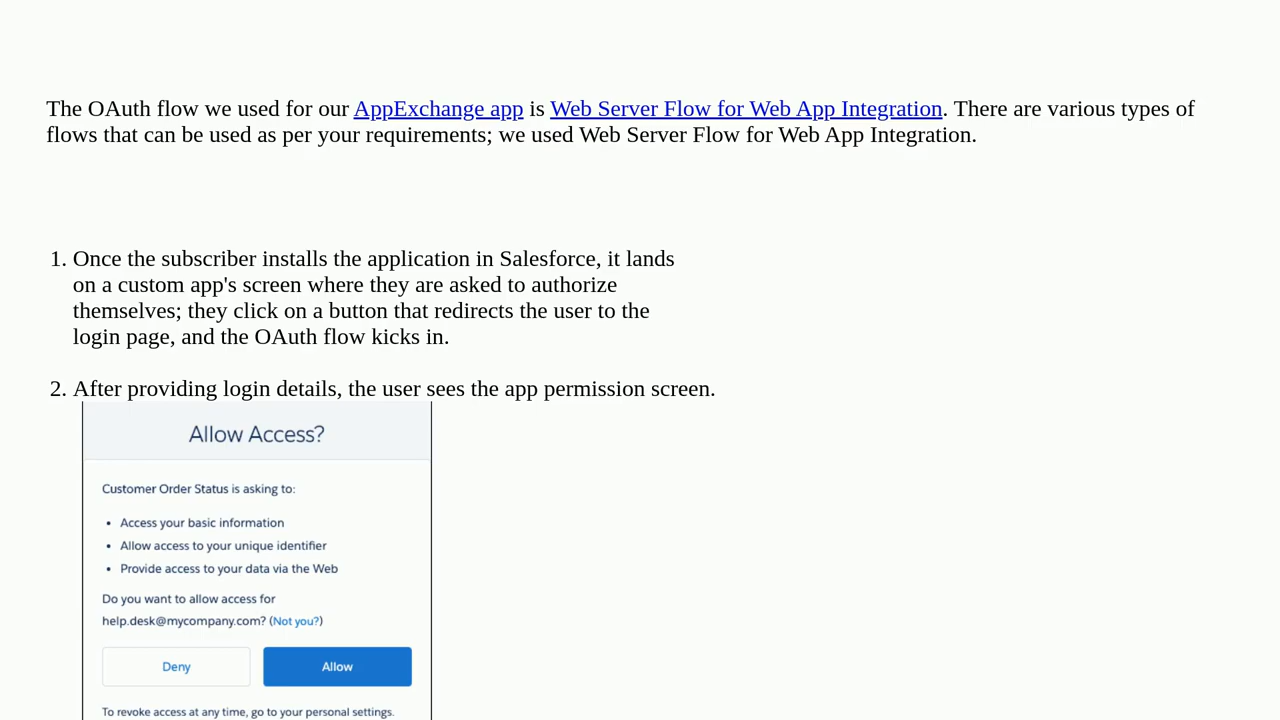 The OAuth flow we used for our AppExchange app is Web Server Flow for Web App Integration. There are various types of
flows that can be used as per your requirements; we used Web Server Flow for Web App Integration.
1. Once the subscriber installs the application in Salesforce, it lands
on a custom app's screen where they are asked to authorize
themselves; they click on a button that redirects the user to the
login page, and the OAuth flow kicks in.
2. After providing login details, the user sees the app permission screen.
Allow Access?
Customer Order Status is asking to:
• Access your basic information
• Allow access to your unique identifier
• Provide access to your data via the Web
Do you want to allow access for
help.desk@mycompany.com? (Not you?)
Deny Allow
To revoke access at any time, go to your personal settings.